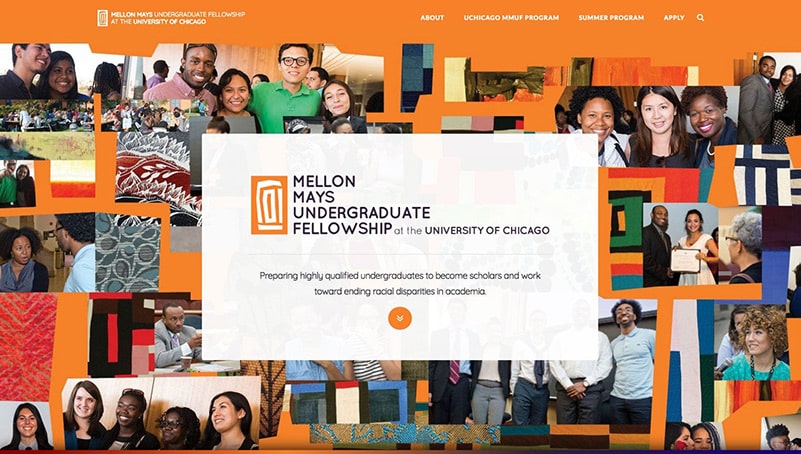 MELLON MAYS UNDERGRADUATE FELLOWSHIP
AT THE UNIVERSITY OF CHICAGO
ABOUT UCHICAGO MMUF PROGRAM SUMMER PROGRAM APPLY
MELLON
MAYS
UNDERGRADUATE
FELLOWSHIP at the UNIVERSITY OF CHICAGO
Preparing highly qualified undergraduates to become scholars and work
toward ending racial disparities in academia.